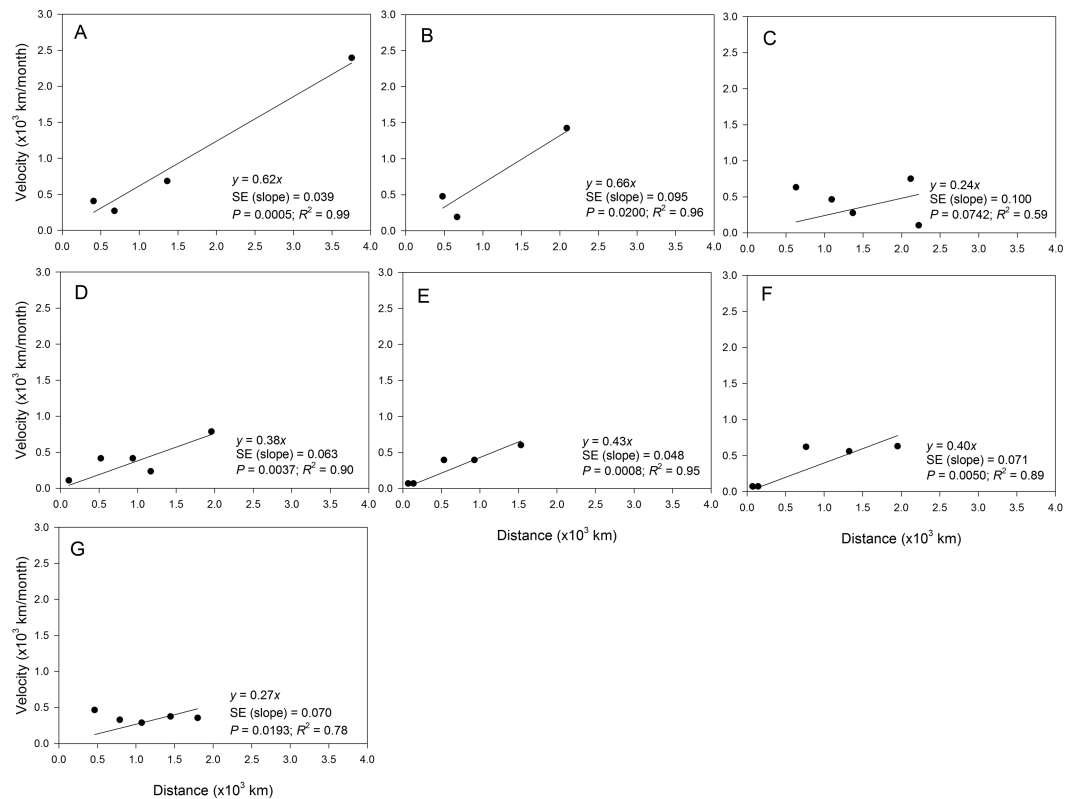 A
Velocity (x10³ km/month)
3.0
2.5
2.0
1.5
1.0
0.5
0.0
0.0 0.5 1.0 1.5 2.0 2.5 3.0 3.5 4.0
y = 0.62x
SE (slope) = 0.039
P = 0.0005; R² = 0.99
B
3.0
2.5
2.0
1.5
1.0
0.5
0.0
0.0 0.5 1.0 1.5 2.0 2.5 3.0 3.5 4.0
y = 0.66x
SE (slope) = 0.095
P = 0.0200; R² = 0.96
C
3.0
2.5
2.0
1.5
1.0
0.5
0.0
0.0 0.5 1.0 1.5 2.0 2.5 3.0 3.5 4.0
y = 0.24x
SE (slope) = 0.100
P = 0.0742; R² = 0.59
D
Velocity (x10³ km/month)
3.0
2.5
2.0
1.5
1.0
0.5
0.0
0.0 0.5 1.0 1.5 2.0 2.5 3.0 3.5 4.0
y = 0.38x
SE (slope) = 0.063
P = 0.0037; R² = 0.90
E
3.0
2.5
2.0
1.5
1.0
0.5
0.0
0.0 0.5 1.0 1.5 2.0 2.5 3.0 3.5 4.0
y = 0.43x
SE (slope) = 0.048
P = 0.0008; R² = 0.95
Distance (x10³ km)
F
3.0
2.5
2.0
1.5
1.0
0.5
0.0
0.0 0.5 1.0 1.5 2.0 2.5 3.0 3.5 4.0
y = 0.40x
SE (slope) = 0.071
P = 0.0050; R² = 0.89
Distance (x10³ km)
G
Velocity (x10³ km/month)
3.0
2.5
2.0
1.5
1.0
0.5
0.0
0.0 0.5 1.0 1.5 2.0 2.5 3.0 3.5 4.0
y = 0.27x
SE (slope) = 0.070
P = 0.0193; R² = 0.78
Distance (x10³ km)